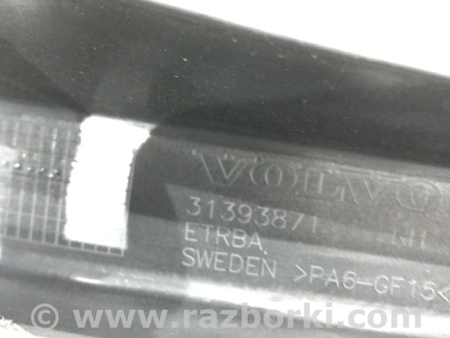 VOLVO
31393871
ETRBA
SWEDEN >PA6-GF15<
© www.razborki.com